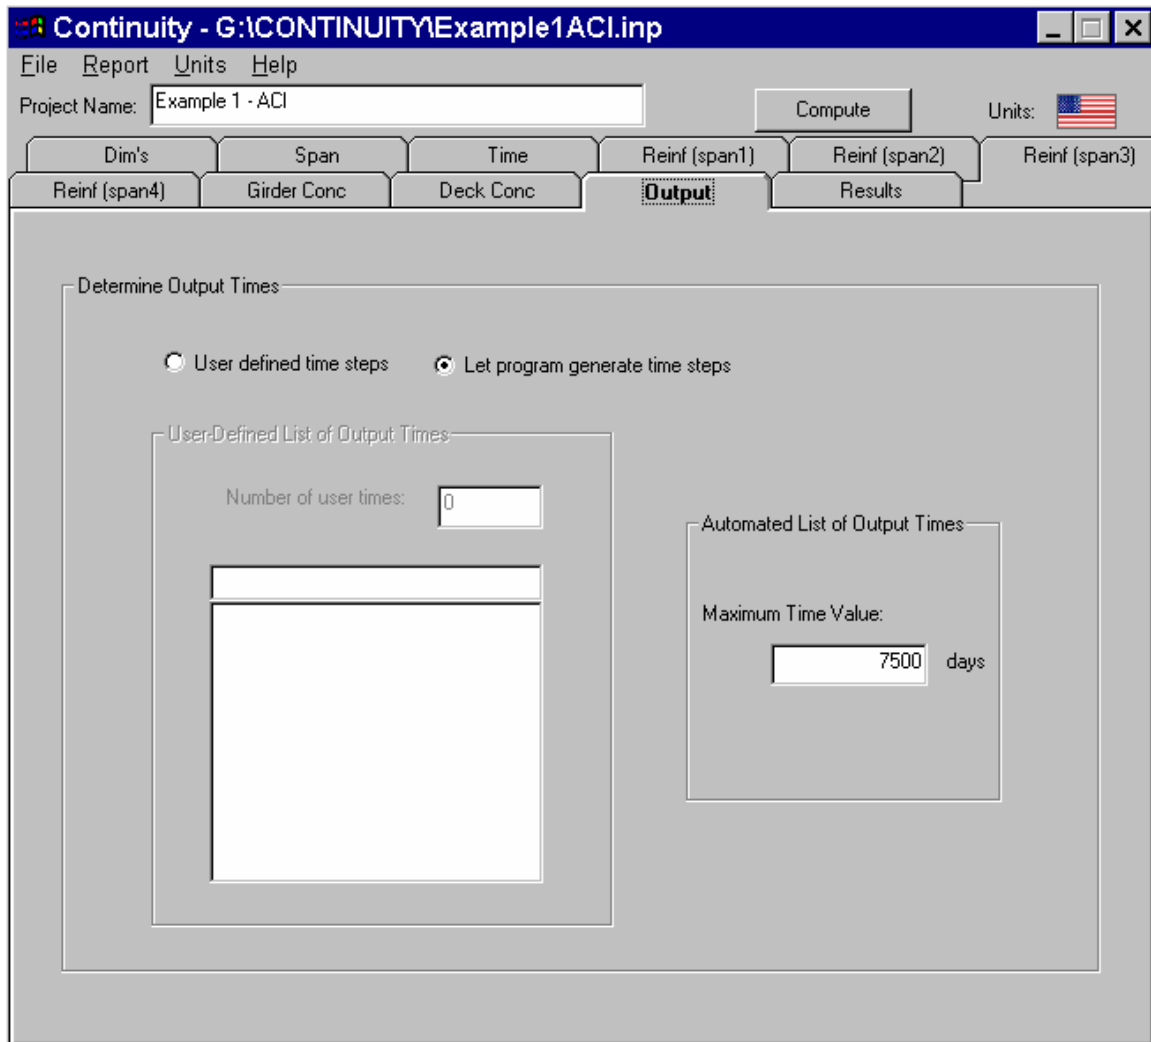 Continuity - G:\CONTINUITY\Example1ACI.inp
File Report Units Help
Project Name: Example 1 - ACI Compute Units:
Dim's Span Time Reinf (span1) Reinf (span2) Reinf (span3)
Reinf (span4) Girder Conc Deck Conc Output Results
Determine Output Times
User defined time steps Let program generate time steps
User-Defined List of Output Times
Number of user times: 0
Automated List of Output Times
Maximum Time Value:
7500 days